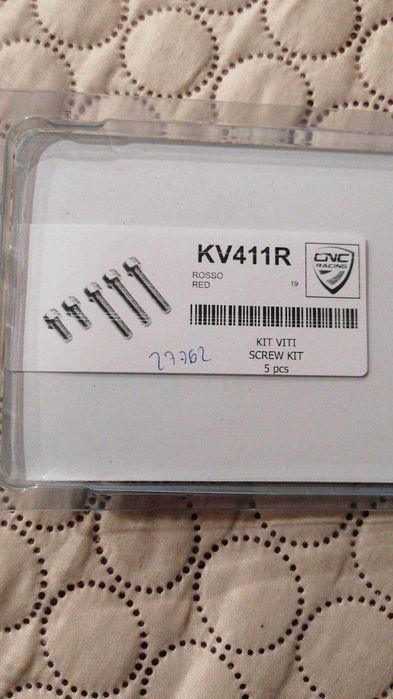 KV411R
CNC
RACING
ROSSO
RED
19
KIT VITI
SCREW KIT
5 pcs
27762